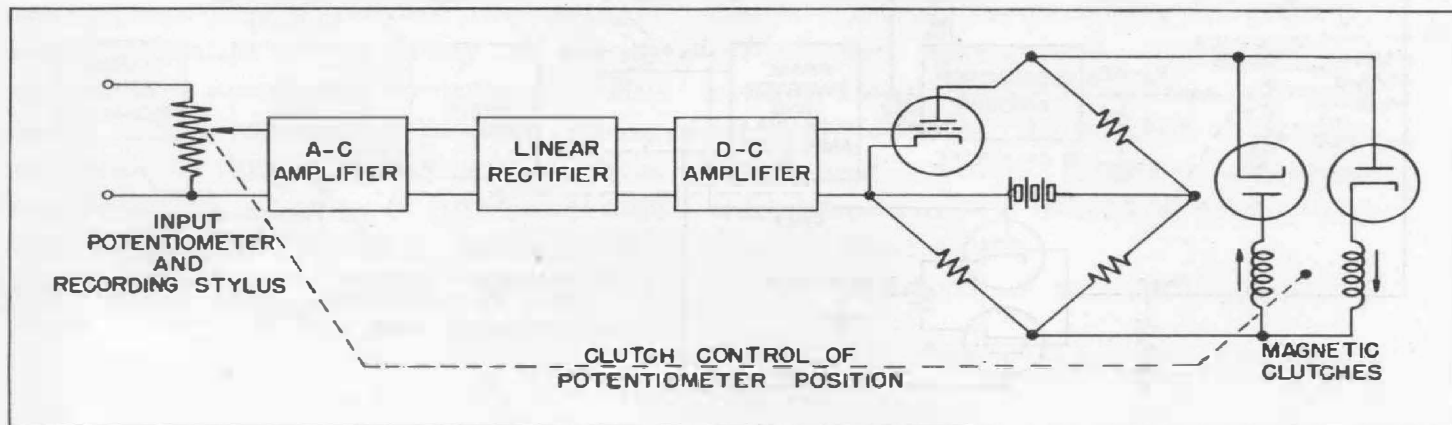 A-C
AMPLIFIER
LINEAR
RECTIFIER
D-C
AMPLIFIER
INPUT
POTENTIOMETER
AND
RECORDING STYLUS
CLUTCH CONTROL OF
POTENTIOMETER POSITION
MAGNETIC
CLUTCHES